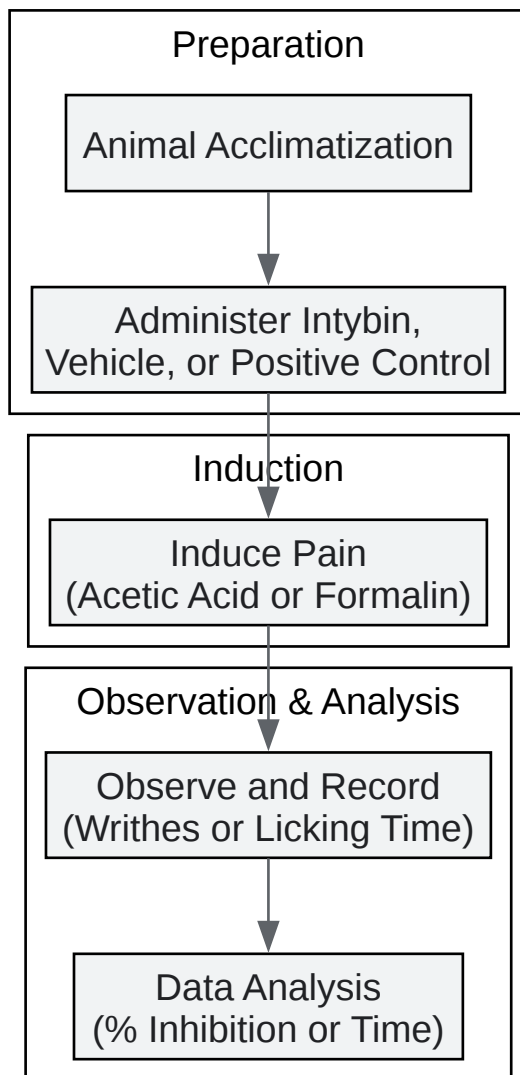 Preparation
Animal Acclimatization
Administer Intybin,
Vehicle, or Positive Control
Induction
Induce Pain
(Acetic Acid or Formalin)
Observation & Analysis
Observe and Record
(Writhes or Licking Time)
Data Analysis
(% Inhibition or Time)